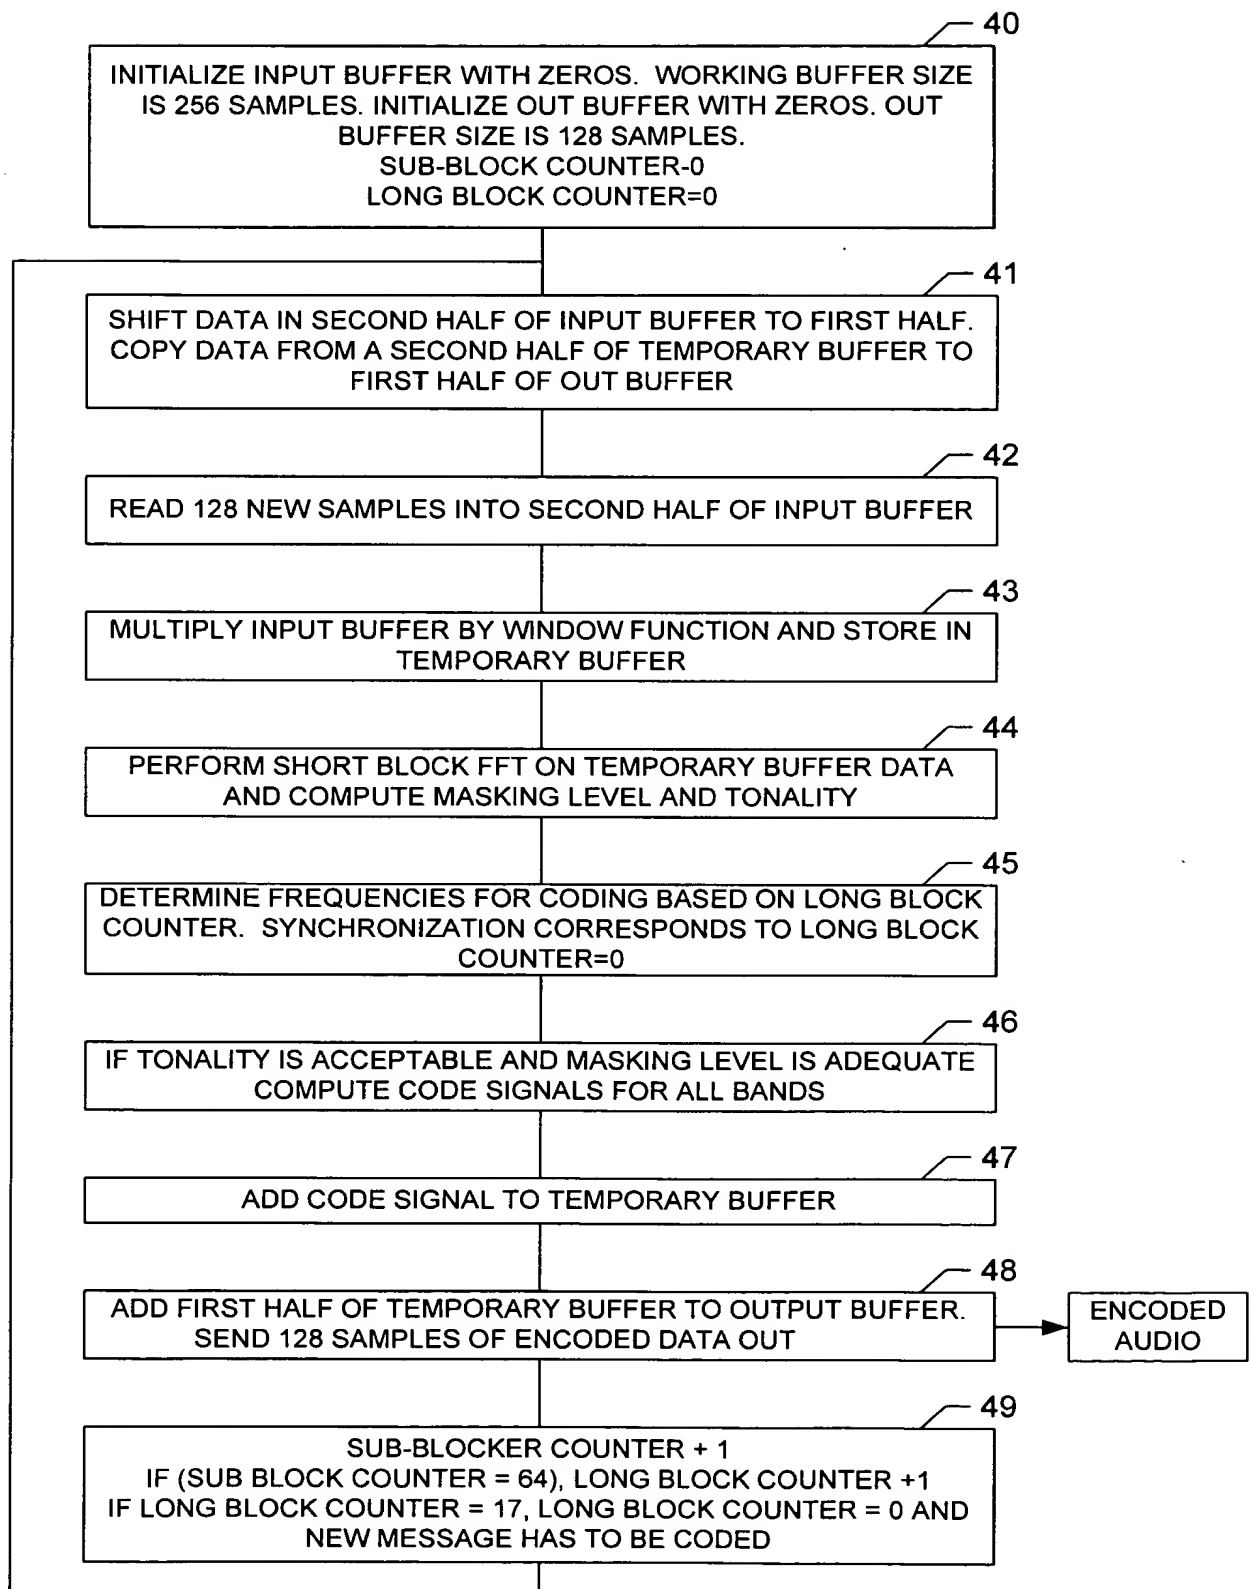 40
INITIALIZE INPUT BUFFER WITH ZEROS. WORKING BUFFER SIZE
IS 256 SAMPLES. INITIALIZE OUT BUFFER WITH ZEROS. OUT
BUFFER SIZE IS 128 SAMPLES.
SUB-BLOCK COUNTER-0
LONG BLOCK COUNTER=0
41
SHIFT DATA IN SECOND HALF OF INPUT BUFFER TO FIRST HALF.
COPY DATA FROM A SECOND HALF OF TEMPORARY BUFFER TO
FIRST HALF OF OUT BUFFER
42
READ 128 NEW SAMPLES INTO SECOND HALF OF INPUT BUFFER
43
MULTIPLY INPUT BUFFER BY WINDOW FUNCTION AND STORE IN
TEMPORARY BUFFER
44
PERFORM SHORT BLOCK FFT ON TEMPORARY BUFFER DATA
AND COMPUTE MASKING LEVEL AND TONALITY
45
DETERMINE FREQUENCIES FOR CODING BASED ON LONG BLOCK
COUNTER. SYNCHRONIZATION CORRESPONDS TO LONG BLOCK
COUNTER=0
46
IF TONALITY IS ACCEPTABLE AND MASKING LEVEL IS ADEQUATE
COMPUTE CODE SIGNALS FOR ALL BANDS
47
ADD CODE SIGNAL TO TEMPORARY BUFFER
48
ADD FIRST HALF OF TEMPORARY BUFFER TO OUTPUT BUFFER.
SEND 128 SAMPLES OF ENCODED DATA OUT
ENCODED
AUDIO
49
SUB-BLOCKER COUNTER + 1
IF (SUB BLOCK COUNTER = 64), LONG BLOCK COUNTER +1
IF LONG BLOCK COUNTER = 17, LONG BLOCK COUNTER = 0 AND
NEW MESSAGE HAS TO BE CODED